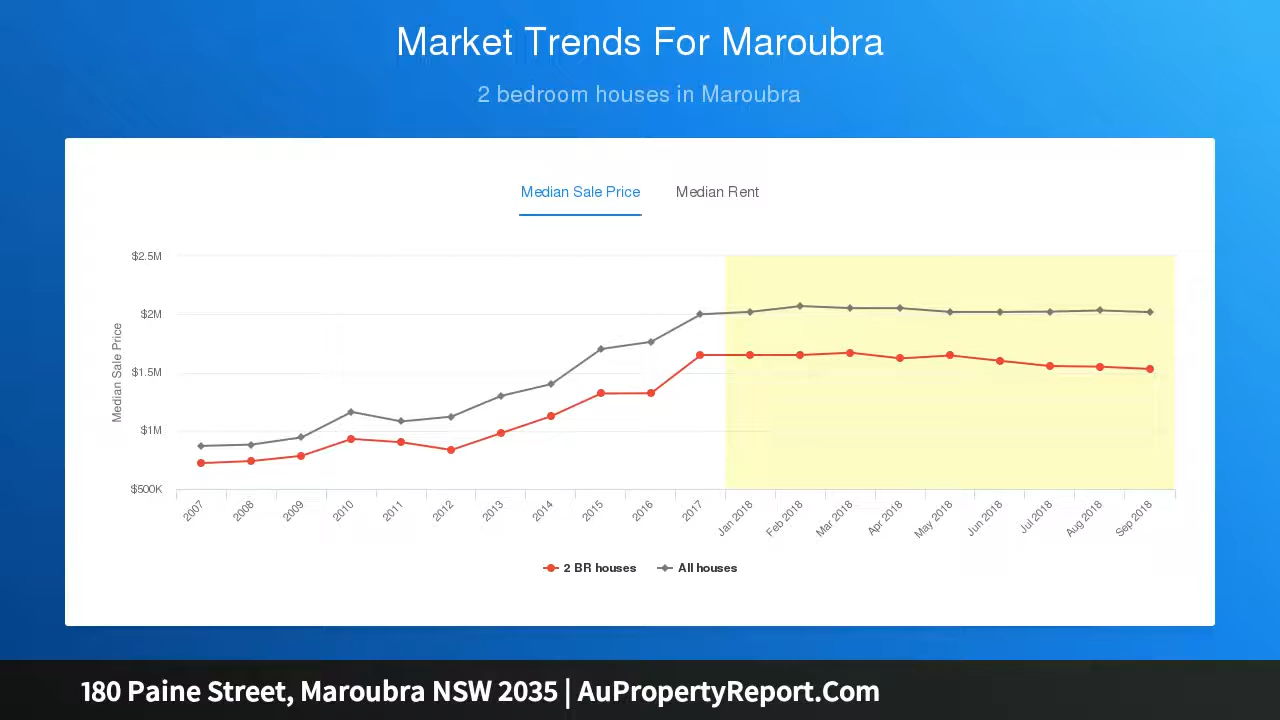 Market Trends For Maroubra
2 bedroom houses in Maroubra
Median Sale Price Median Rent
Median Sale Price
$2.5M
$2M
$1.5M
$1M
$500K
2007 2008 2009 2010 2011 2012 2013 2014 2015 2016 2017 Jan 2018 Feb 2018 Mar 2018 Apr 2018 May 2018 Jun 2018 Jul 2018 Aug 2018 Sep 2018
2 BR houses All houses
180 Paine Street, Maroubra NSW 2035 | AuPropertyReport.Com